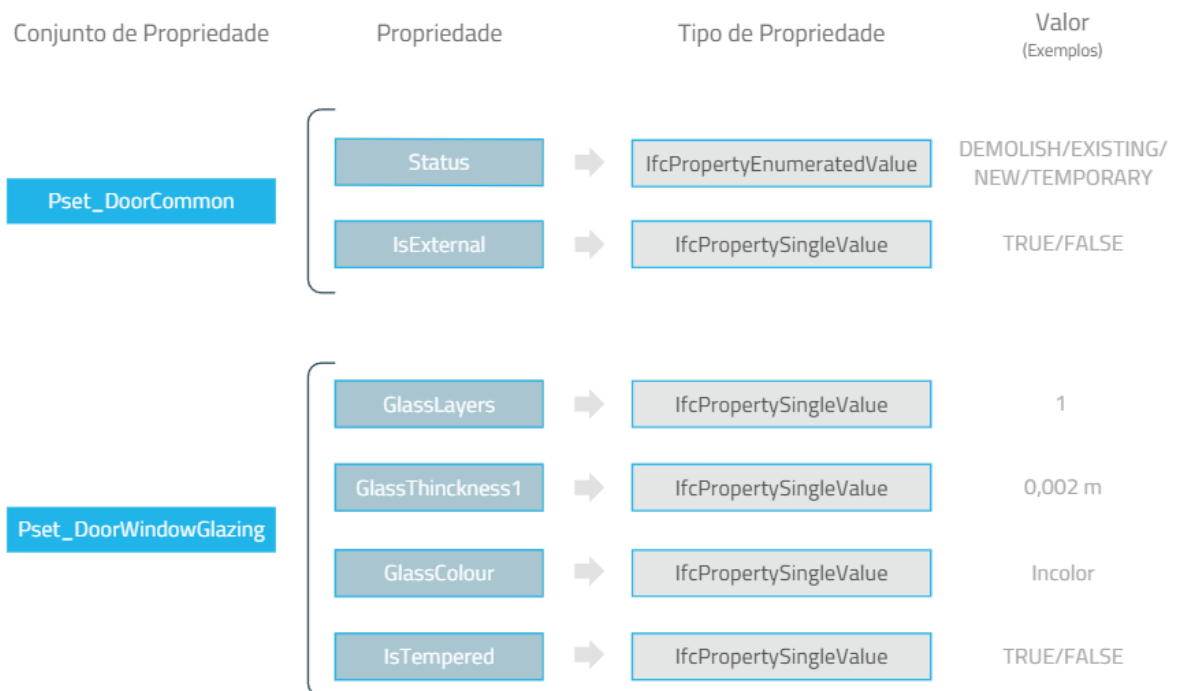 Conjunto de Propriedade
Propriedade
Tipo de Propriedade
Valor
(Exemplos)
Pset_DoorCommon
Status
IfcPropertyEnumeratedValue
DEMOLISH/EXISTING/
NEW/TEMPORARY
IsExternal
IfcPropertySingleValue
TRUE/FALSE
Pset_DoorWindowGlazing
GlassLayers
IfcPropertySingleValue
1
GlassThinckness1
IfcPropertySingleValue
0,002 m
GlassColour
IfcPropertySingleValue
Incolor
IsTempered
IfcPropertySingleValue
TRUE/FALSE